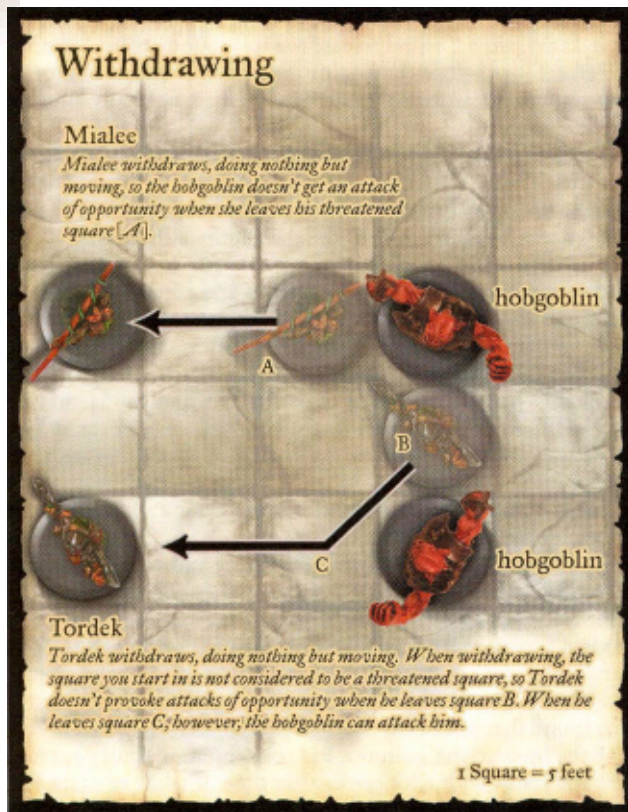 Withdrawing
Mialee
Mialee withdraws, doing nothing but
moving, so the hobgoblin doesn't get an attack
of opportunity when she leaves his threatened
square [A].
hobgoblin
A
B
C
hobgoblin
Tordek
Tordek withdraws, doing nothing but moving. When withdrawing, the
square you start in is not considered to be a threatened square, so Tordek
doesn't provoke attacks of opportunity when he leaves square B. When he
leaves square C, however, the hobgoblin can attack him.
1 Square = 5 feet